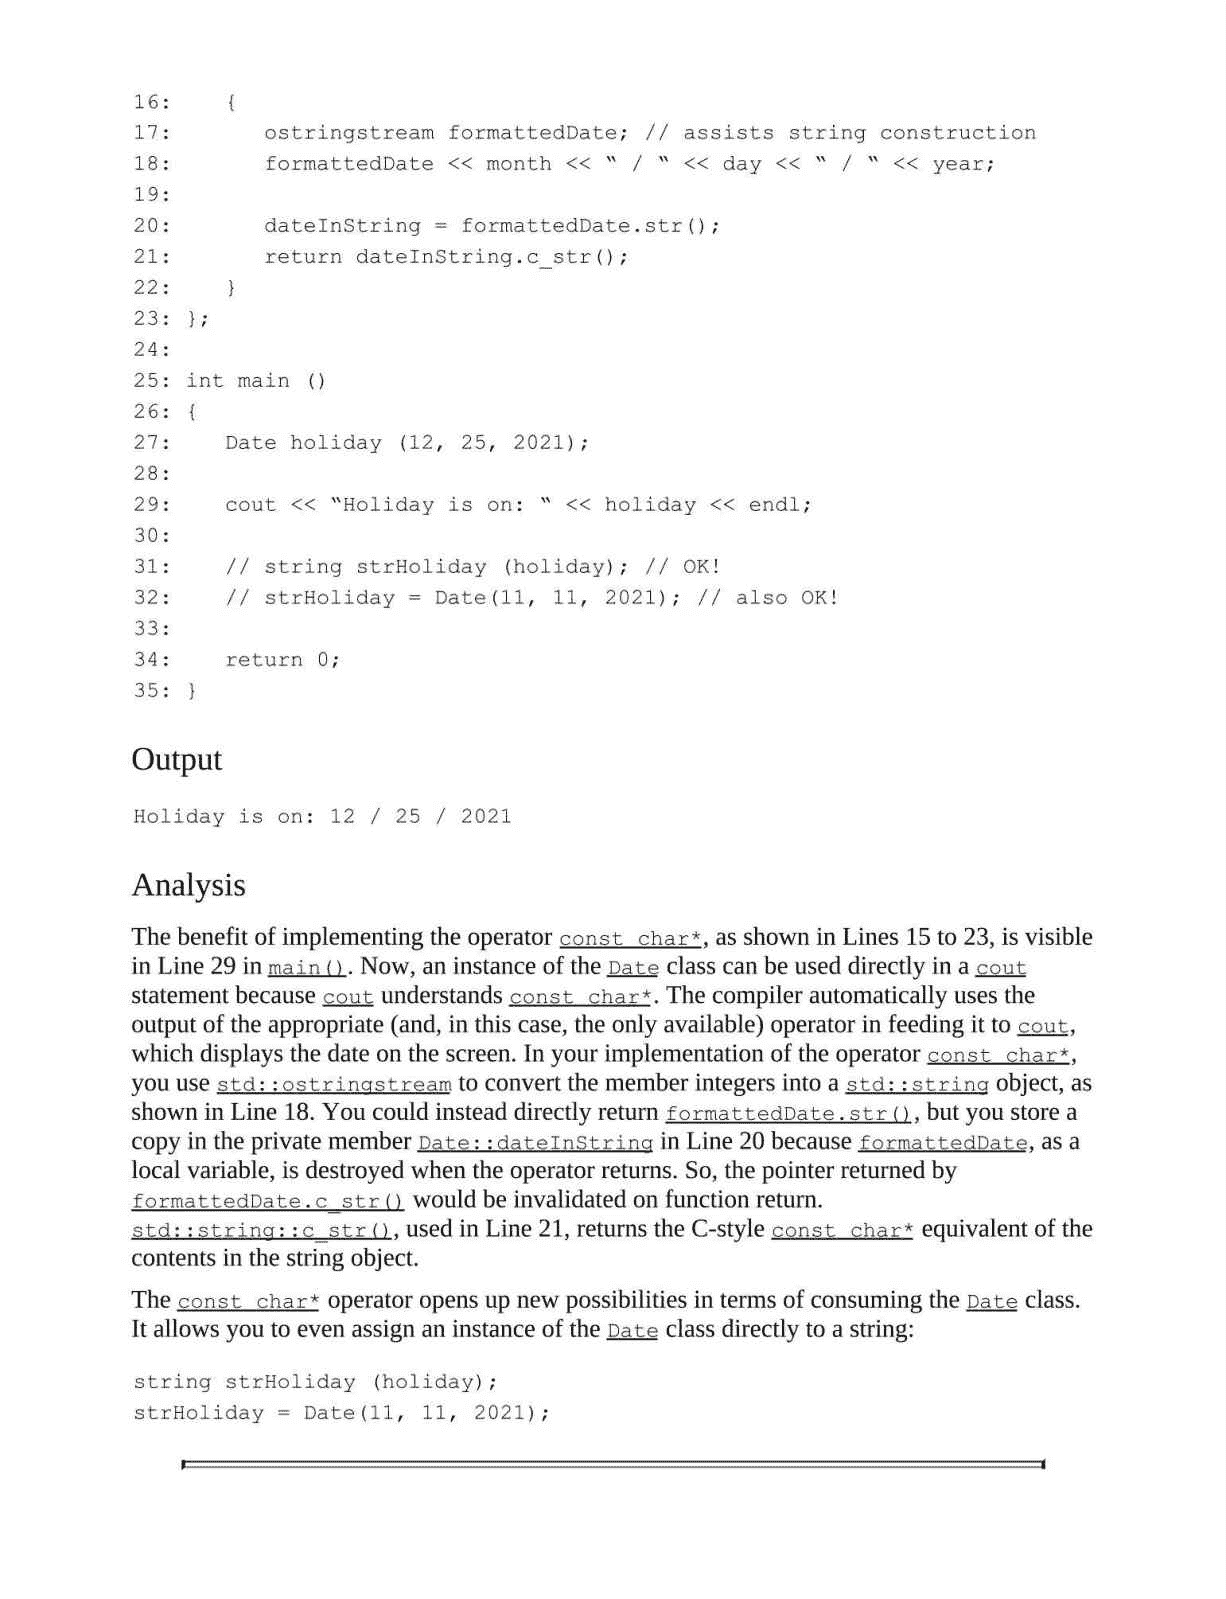 16:    {
17:       ostringstream formattedDate; // assists string construction
18:       formattedDate << month << “ / “ << day << “ / “ << year;
19:
20:       dateInString = formattedDate.str();
21:       return dateInString.c_str();
22:    }
23: };
24:
25: int main ()
26: {
27:    Date holiday (12, 25, 2021);
28:
29:    cout << “Holiday is on: “ << holiday << endl;
30:
31:    // string strHoliday (holiday); // OK!
32:    // strHoliday = Date(11, 11, 2021); // also OK!
33:
34:    return 0;
35: }
Output
Holiday is on: 12 / 25 / 2021
Analysis
The benefit of implementing the operator const char*, as shown in Lines 15 to 23, is visible
in Line 29 in main(). Now, an instance of the Date class can be used directly in a cout
statement because cout understands const char*. The compiler automatically uses the
output of the appropriate (and, in this case, the only available) operator in feeding it to cout,
which displays the date on the screen. In your implementation of the operator const char*,
you use std::ostringstream to convert the member integers into a std::string object, as
shown in Line 18. You could instead directly return formattedDate.str(), but you store a
copy in the private member Date::dateInString in Line 20 because formattedDate, as a
local variable, is destroyed when the operator returns. So, the pointer returned by
formattedDate.c_str() would be invalidated on function return.
std::string::c_str(), used in Line 21, returns the C-style const char* equivalent of the
contents in the string object.
The const char* operator opens up new possibilities in terms of consuming the Date class.
It allows you to even assign an instance of the Date class directly to a string:
string strHoliday (holiday);
strHoliday = Date(11, 11, 2021);